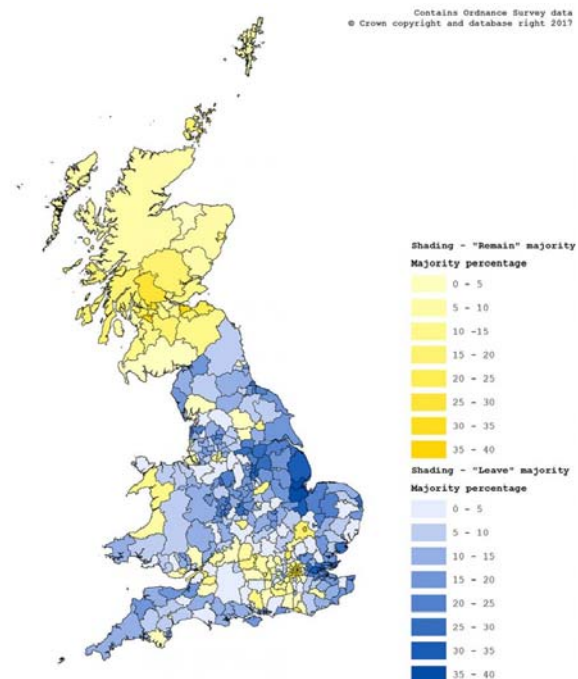 Contains Ordnance Survey data
© Crown copyright and database right 2017
Shading - "Remain" majority
Majority percentage
0 - 5
5 - 10
10 -15
15 - 20
20 - 25
25 - 30
30 - 35
35 - 40
Shading - "Leave" majority
Majority percentage
0 - 5
5 - 10
10 - 15
15 - 20
20 - 25
25 - 30
30 - 35
35 - 40